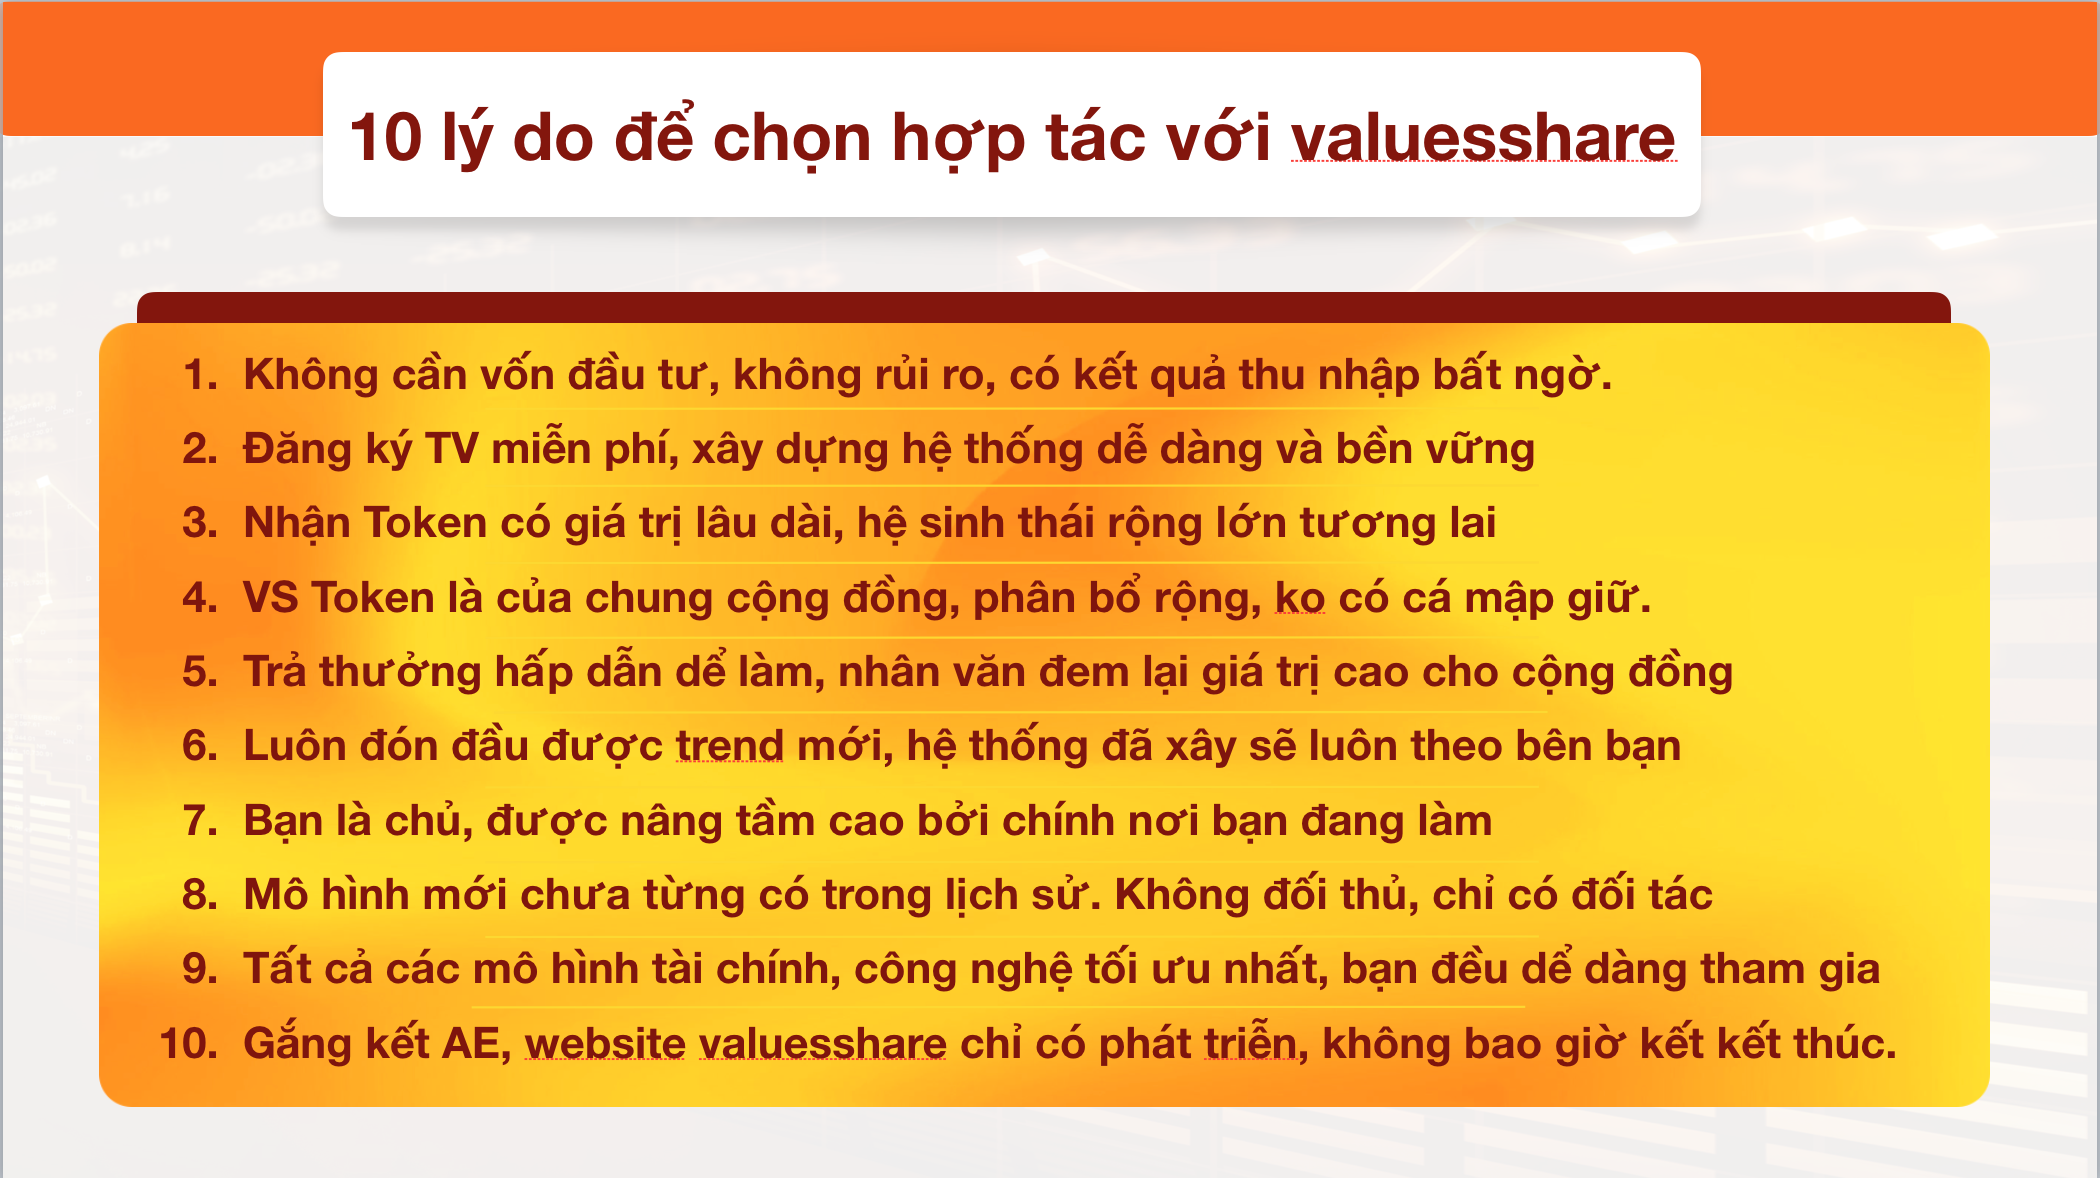 10 lý do để chọn hợp tác với valuesshare
1. Không cần vốn đầu tư, không rủi ro, có kết quả thu nhập bất ngờ.
2. Đăng ký TV miễn phí, xây dựng hệ thống dễ dàng và bền vững
3. Nhận Token có giá trị lâu dài, hệ sinh thái rộng lớn tương lai
4. VS Token là của chung cộng đồng, phân bổ rộng, ko có cá mập giữ.
5. Trả thưởng hấp dẫn dể làm, nhân văn đem lại giá trị cao cho cộng đồng
6. Luôn đón đầu được trend mới, hệ thống đã xây sẽ luôn theo bên bạn
7. Bạn là chủ, được nâng tầm cao bởi chính nơi bạn đang làm
8. Mô hình mới chưa từng có trong lịch sử. Không đối thủ, chỉ có đối tác
9. Tất cả các mô hình tài chính, công nghệ tối ưu nhất, bạn đều dể dàng tham gia
10. Gắng kết AE, website valuesshare chỉ có phát triễn, không bao giờ kết kết thúc.